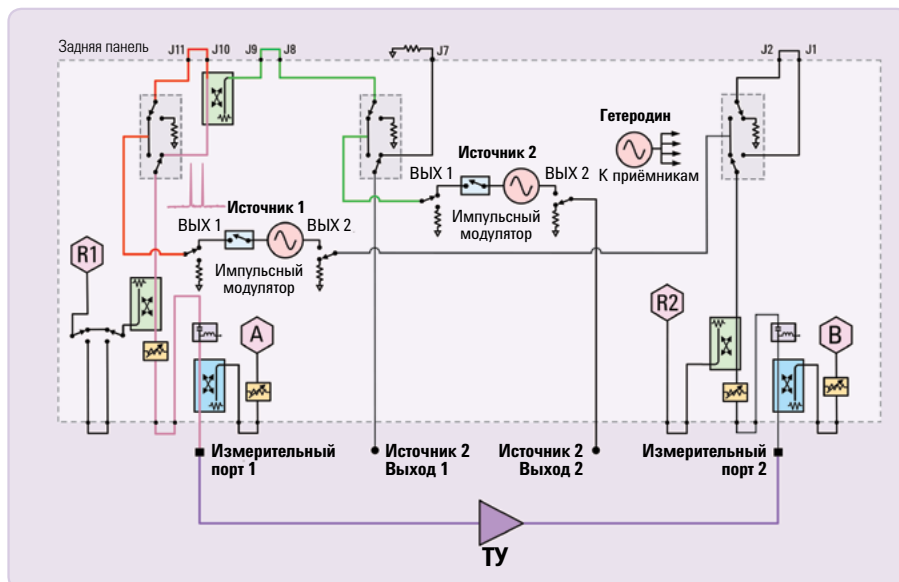 Задняя панель
J11
J10
J9
J8
J7
J2
J1
Гетеродин
К приёмникам
Источник 2
ВЫХ 1
ВЫХ 2
Импульсный
модулятор
Источник 1
ВЫХ 1
ВЫХ 2
Импульсный
модулятор
R1
A
R2
B
Измерительный
порт 1
Источник 2
Выход 1
Источник 2
Выход 2
Измерительный
порт 2
ТУ